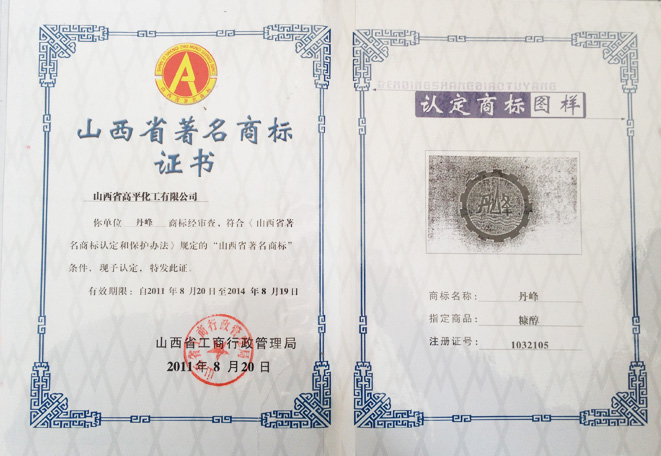 山西省著名商标
证书
山西省高平化工有限公司
你单位 丹峰 商标经审查，符合《山西省著
名商标认定和保护办法》规定的“山西省著名商标”
条件，现予认定，特发此证。
有效期限：自2011年8月20日至2014年8月19日
山西省工商行政管理局
2011年8月20日
RENDINGSHANGBIAOTUYANG
认定商标图样
丹峰
商标名称： 丹峰
指定商品： 糠醇
注册证号： 1032105